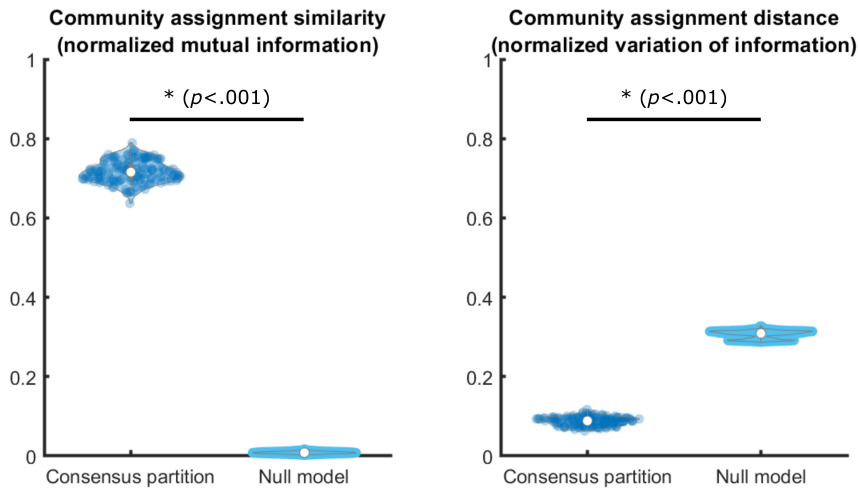 Community assignment similarity
(normalized mutual information)
1
* (p<.001)
0.8
0.6
0.4
0.2
0
Consensus partition
Null model
Community assignment distance
(normalized variation of information)
1
* (p<.001)
0.8
0.6
0.4
0.2
0
Consensus partition
Null model